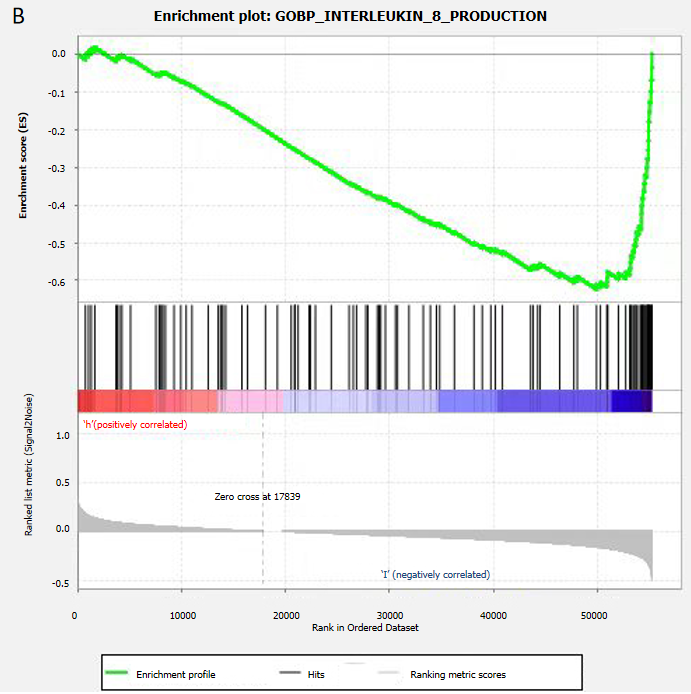 B
Enrichment plot: GOBP_INTERLEUKIN_8_PRODUCTION
Enrchment score (ES)
0.0
-0.1
-0.2
-0.3
-0.4
-0.5
-0.6
Ranked list metric (Signal2Noise)
'h'(positively correlated)
1.0
0.5
Zero cross at 17839
0.0
'I' (negatively correlated)
-0.5
0 10000 20000 30000 40000 50000
Rank in Ordered Dataset
Enrichment profile Hits Ranking metric scores